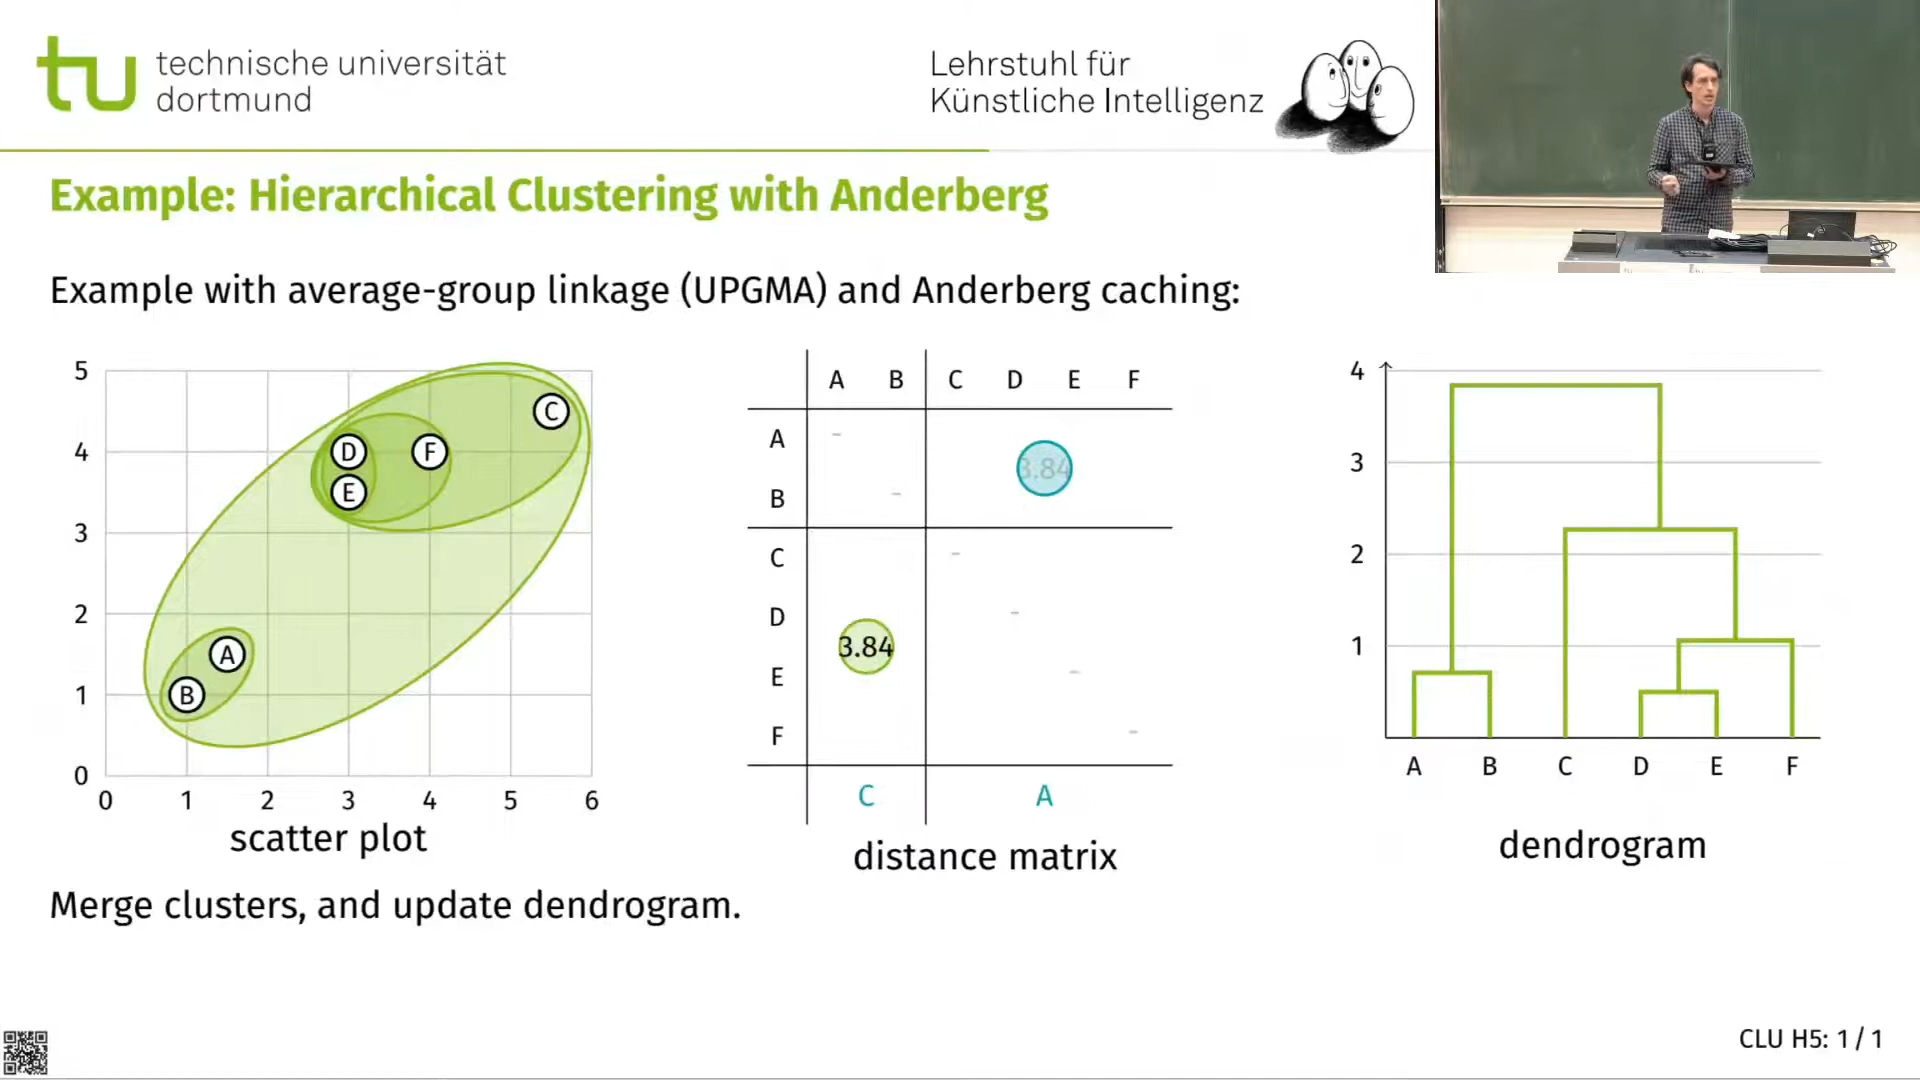 tu technische universität
dortmund
Lehrstuhl für
Künstliche Intelligenz
Example: Hierarchical Clustering with Anderberg
Example with average-group linkage (UPGMA) and Anderberg caching:
5
4
3
2
1
0
0 1 2 3 4 5 6
C
D F
E
A
B
scatter plot
A B C D E F
A -
3.84
B -
C -
D -
3.84
E -
F -
C A
distance matrix
4
3
2
1
A B C D E F
dendrogram
Merge clusters, and update dendrogram.
CLU H5: 1 / 1